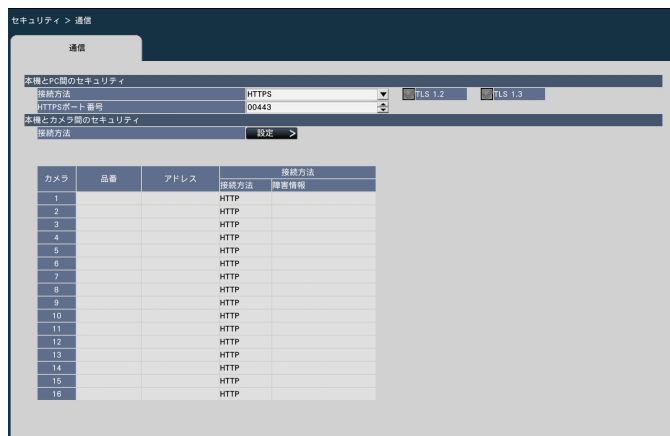 セキュリティ > 通信
通信
本機とPC間のセキュリティ
接続方法 HTTPS TLS 1.2 TLS 1.3
HTTPSポート番号 00443
本機とカメラ間のセキュリティ
接続方法 設定 >
カメラ 品番 アドレス 接続方法
接続方法 障害情報
1 HTTP
2 HTTP
3 HTTP
4 HTTP
5 HTTP
6 HTTP
7 HTTP
8 HTTP
9 HTTP
10 HTTP
11 HTTP
12 HTTP
13 HTTP
14 HTTP
15 HTTP
16 HTTP